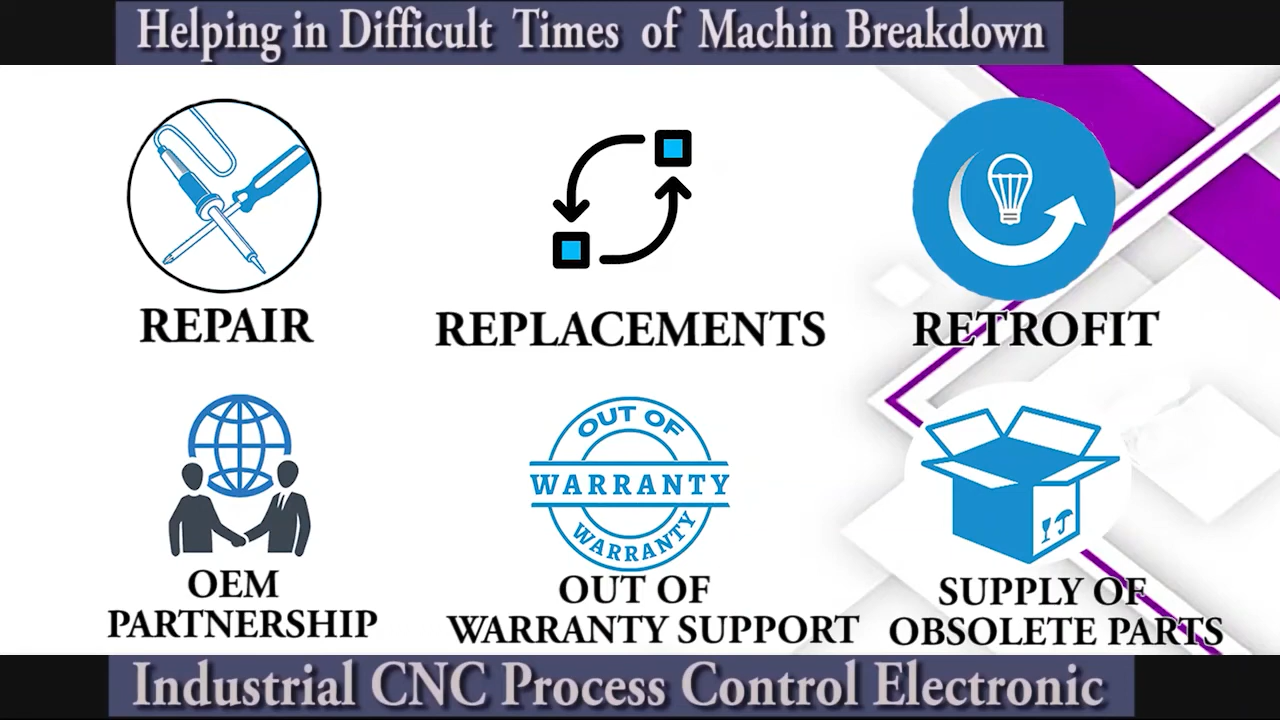 Helping in Difficult Times of Machin Breakdown
REPAIR
REPLACEMENTS
RETROFIT
OUT OF
WARRANTY
WARRANTY
OEM
PARTNERSHIP
OUT OF
WARRANTY SUPPORT
SUPPLY OF
OBSOLETE PARTS
Industrial CNC Process Control Electronic